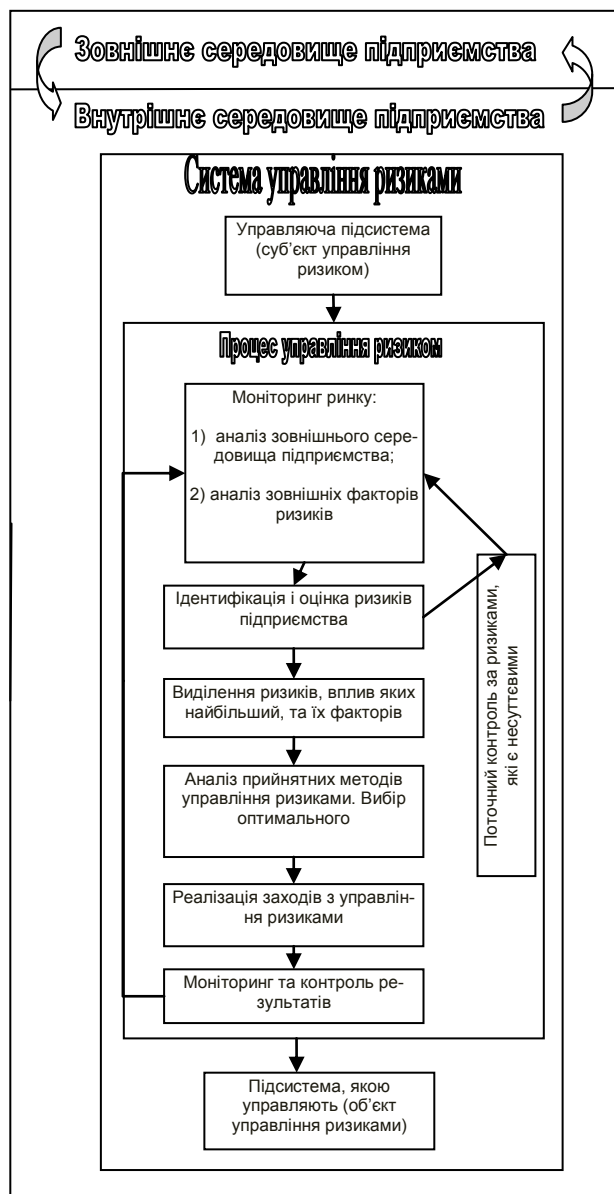 Зовнішнє середовище підприємства
Внутрішнє середовище підприємства
Система управління ризиками
Управляюча підсистема
(суб’єкт управління
ризиком)
Процес управління ризиком
Моніторинг ринку:
1) аналіз зовнішнього сере-
довища підприємства;
2) аналіз зовнішніх факторів
ризиків
Ідентифікація і оцінка ризиків
підприємства
Виділення ризиків, вплив яких
найбільший, та їх факторів
Аналіз прийнятних методів
управління ризиками. Вибір
оптимального
Реалізація заходів з управлін-
ня ризиками
Моніторинг та контроль ре-
зультатів
Поточний контроль за ризиками,
які є несуттєвими
Підсистема, якою
управляють (об’єкт
управління ризиками)